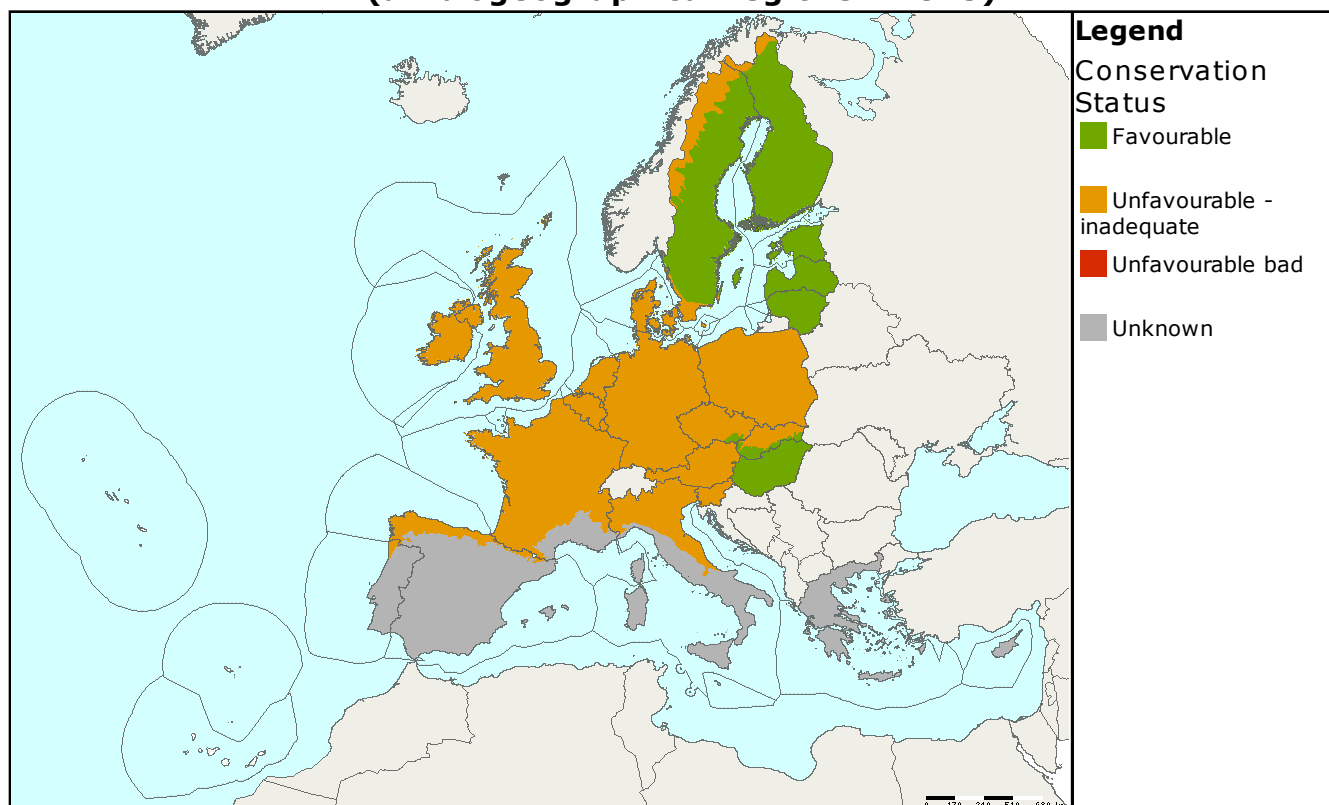 Legend
Conservation
Status
Favourable
Unfavourable -
inadequate
Unfavourable bad
Unknown